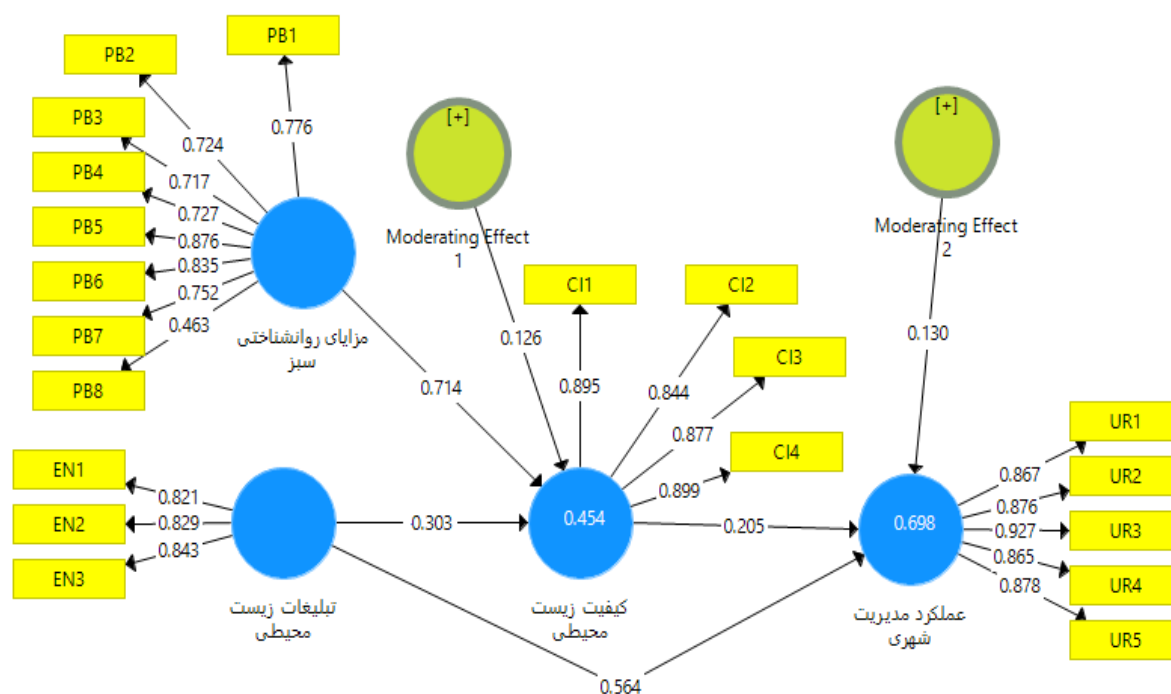 PB1
PB2
PB3
PB4
PB5
PB6
PB7
PB8
0.776
0.724
0.717
0.727
0.876
0.835
0.752
0.463
مزایای روانشناختی
سبز
[+]
Moderating Effect
1
[+]
Moderating Effect
2
0.126
0.130
0.714
CI1
CI2
CI3
CI4
0.895
0.844
0.877
0.899
EN1
EN2
EN3
0.821
0.829
0.843
تبلیغات زیست
محیطی
0.303
0.454
کیفیت زیست
محیطی
0.205
0.698
عملکرد مدیریت
شهری
0.564
UR1
UR2
UR3
UR4
UR5
0.867
0.876
0.927
0.865
0.878